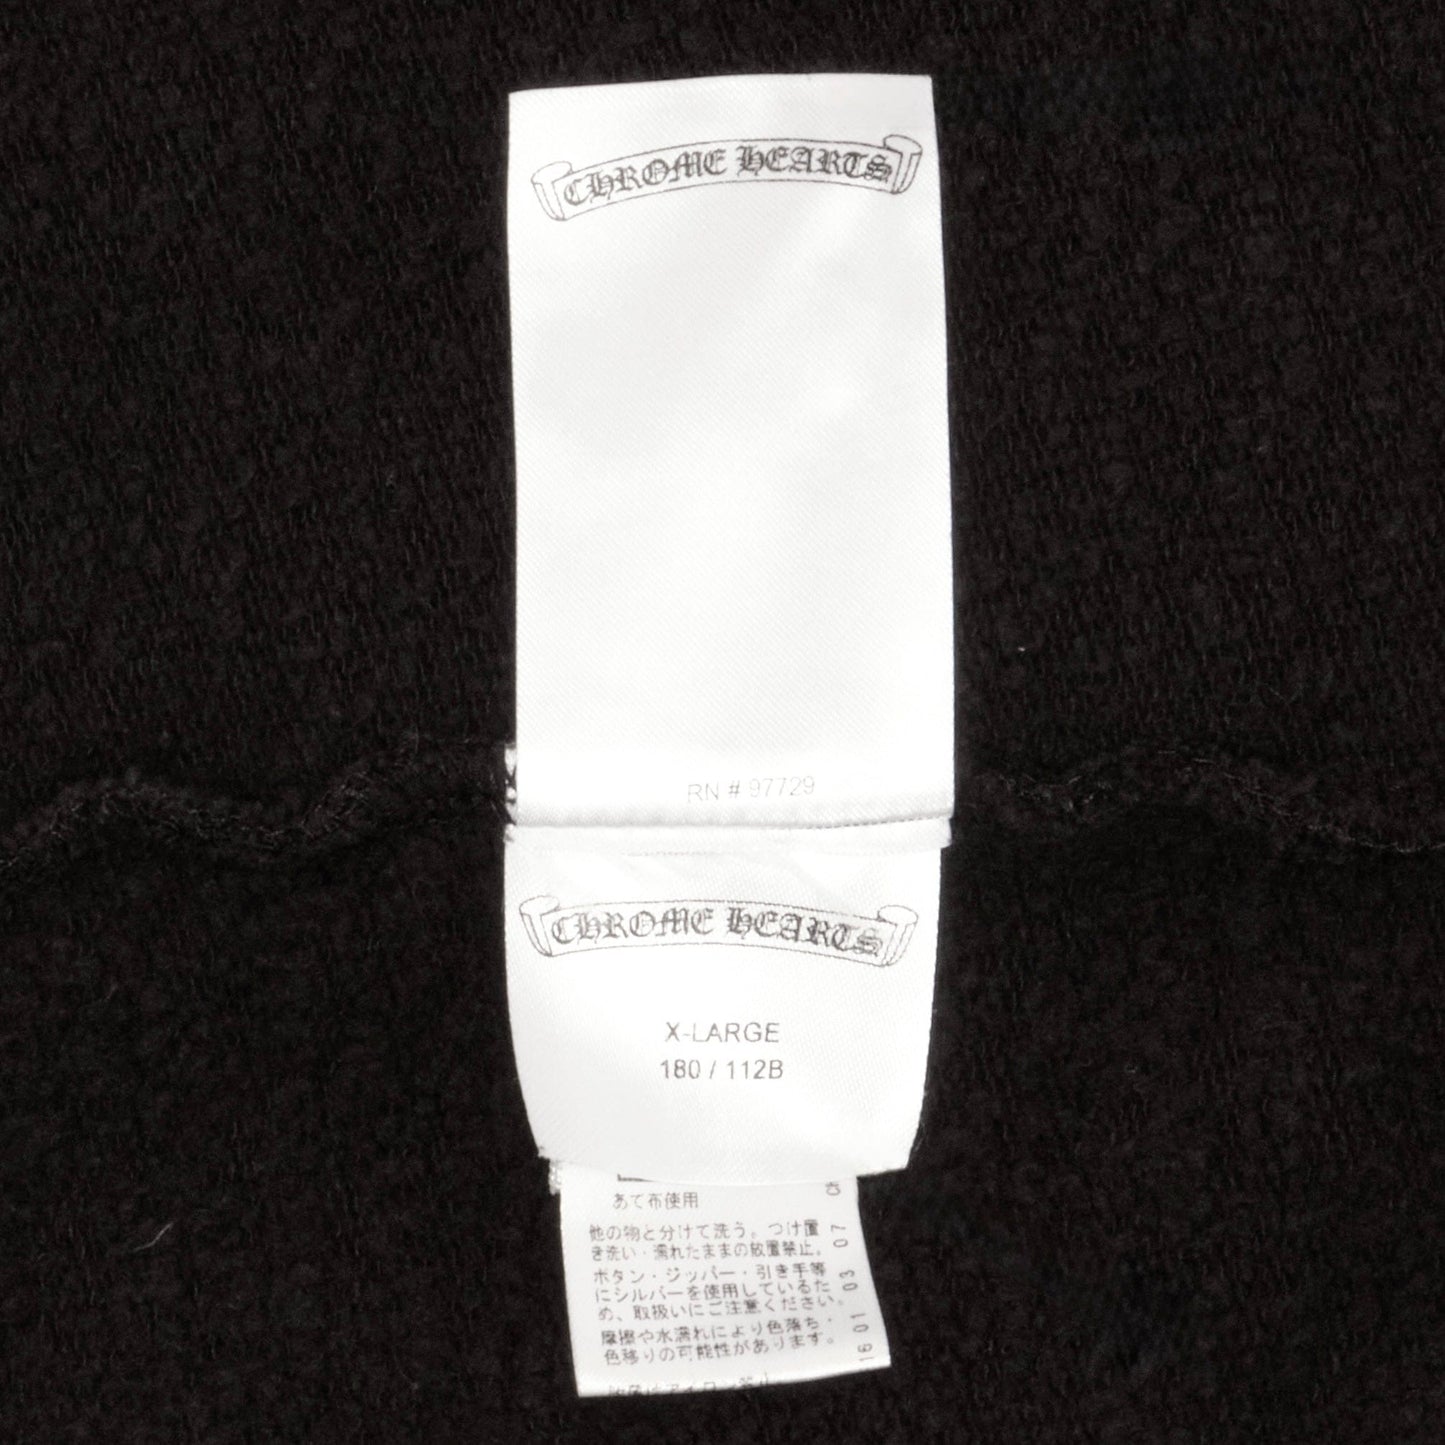 CHROME HEARTS
RN # 97729
CHROME HEARTS
X-LARGE
180 / 112B
あて布使用
他の物と分けて洗う。つけ置
き洗い・濡れたままの放置禁止。
ボタン・ジッパー・引き手等
にシルバーを使用しているた
め、取扱いにご注意ください。
摩擦や水濡れにより色落ち・
色移りの可能性があります。
16 01 03 07